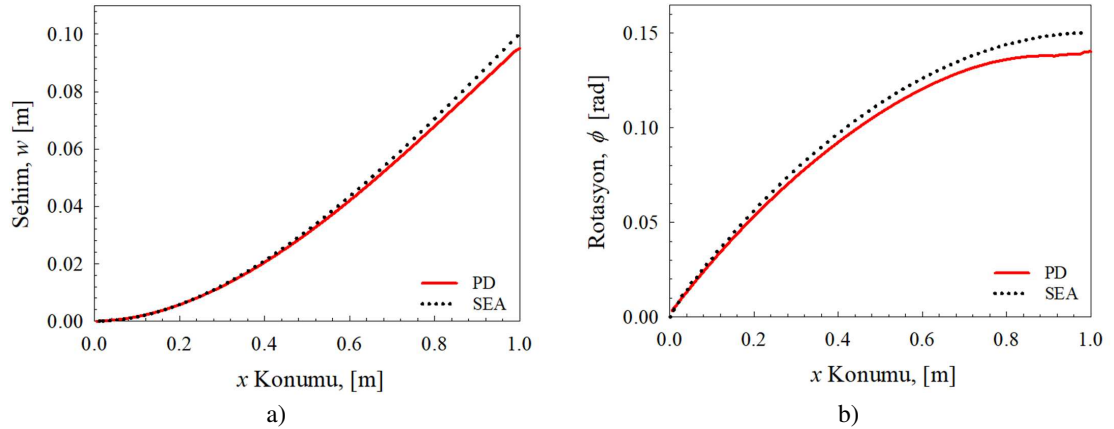 0.10
0.08
0.06
0.04
0.02
0.00
Sehim, w [m]
PD
SEA
0.0 0.2 0.4 0.6 0.8 1.0
x Konumu, [m]
a)
0.15
0.10
0.05
0.00
Rotasyon, ϕ [rad]
PD
SEA
0.0 0.2 0.4 0.6 0.8 1.0
x Konumu, [m]
b)